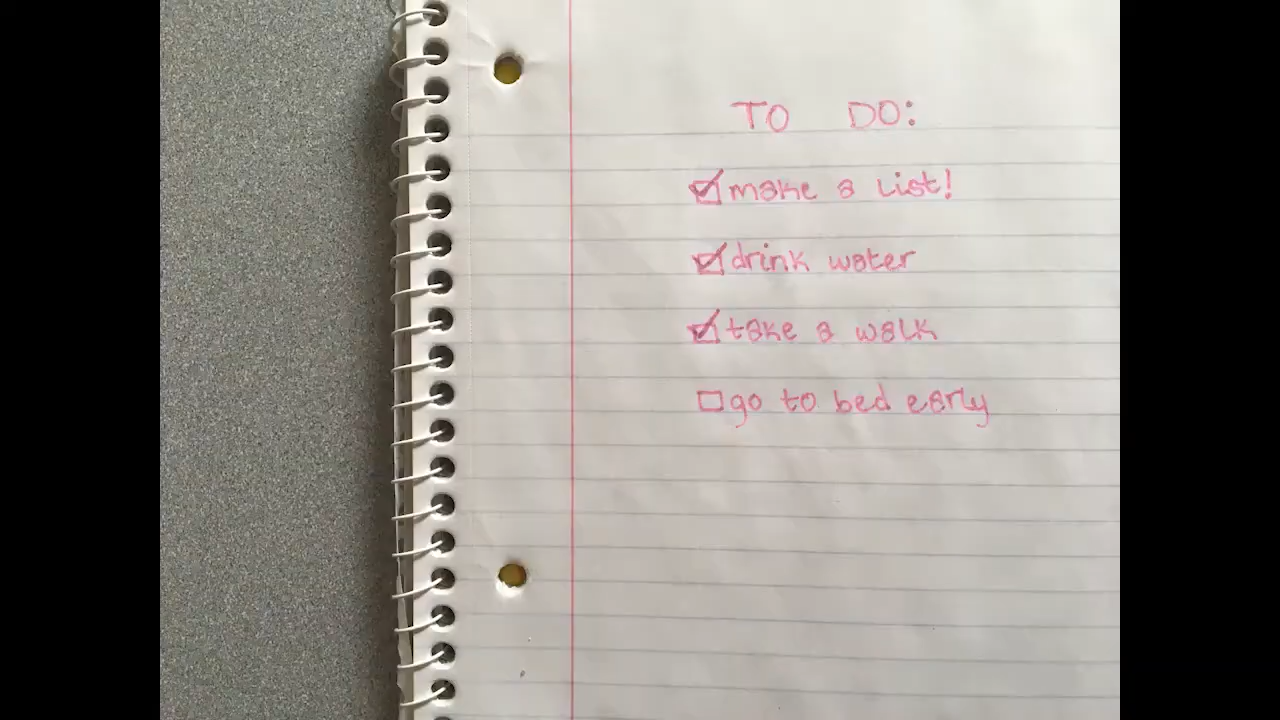 TO DO:
☑ make a list!
☑ drink water
☑ take a walk
☐ go to bed early